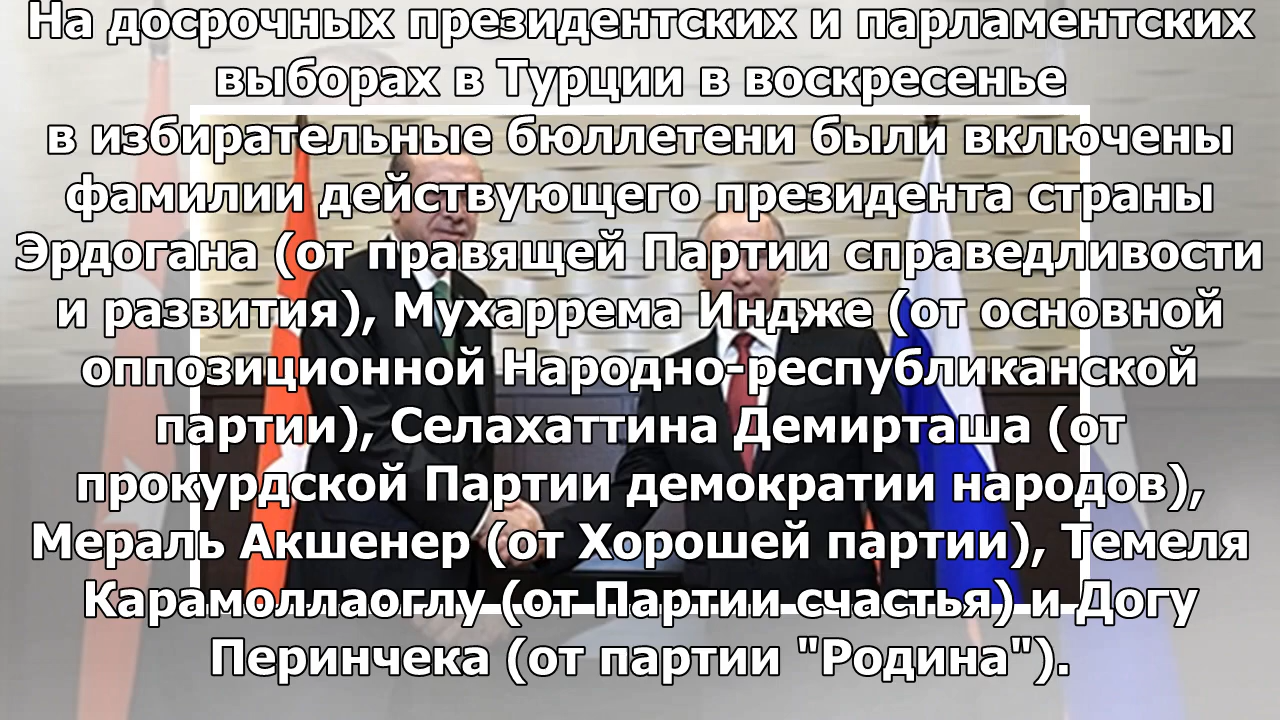 На досрочных президентских и парламентских
выборах в Турции в воскресенье
в избирательные бюллетени были включены
фамилии действующего президента страны
Эрдогана (от правящей Партии справедливости
и развития), Мухаррема Индже (от основной
оппозиционной Народно-республиканской
партии), Селахаттина Демирташа (от
прокурдской Партии демократии народов),
Мераль Акшенер (от Хорошей партии), Темеля
Карамоллаоглу (от Партии счастья) и Догу
Перинчека (от партии "Родина").